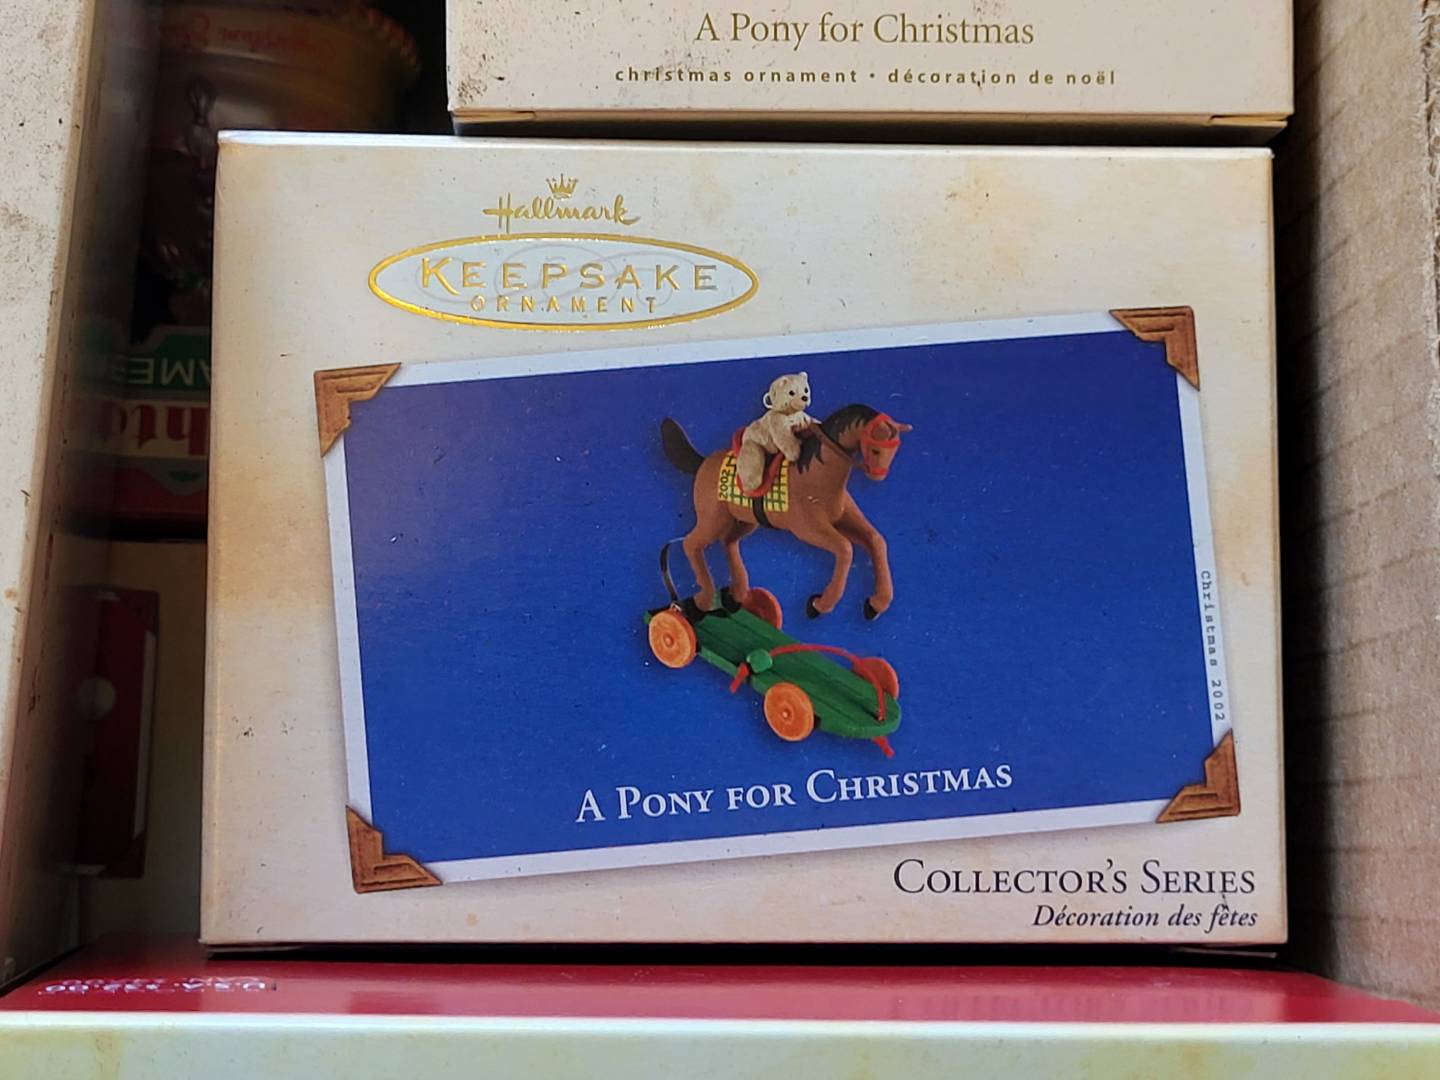 A Pony for Christmas
christmas ornament • décoration de noël
Hallmark
KEEPSAKE
ORNAMENT
2002
Christmas 2002
A PONY FOR CHRISTMAS
COLLECTOR'S SERIES
Décoration des fêtes